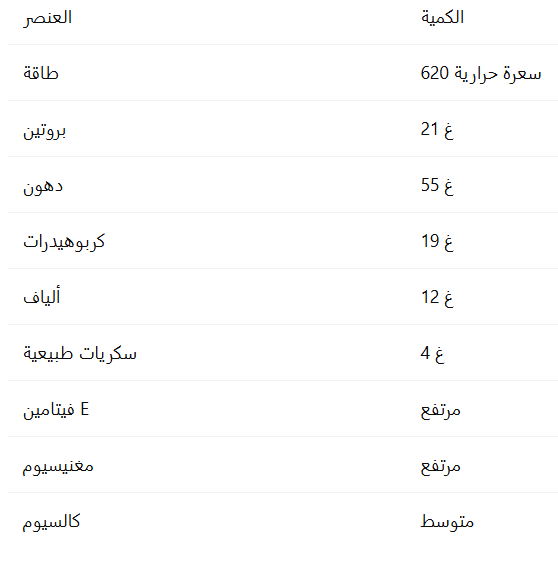 العنصر الكمية
طاقة 620 سعرة حرارية
بروتين 21 غ
دهون 55 غ
كربوهيدرات 19 غ
ألياف 12 غ
سكريات طبيعية 4 غ
فيتامين E مرتفع
مغنيسيوم مرتفع
كالسيوم متوسط